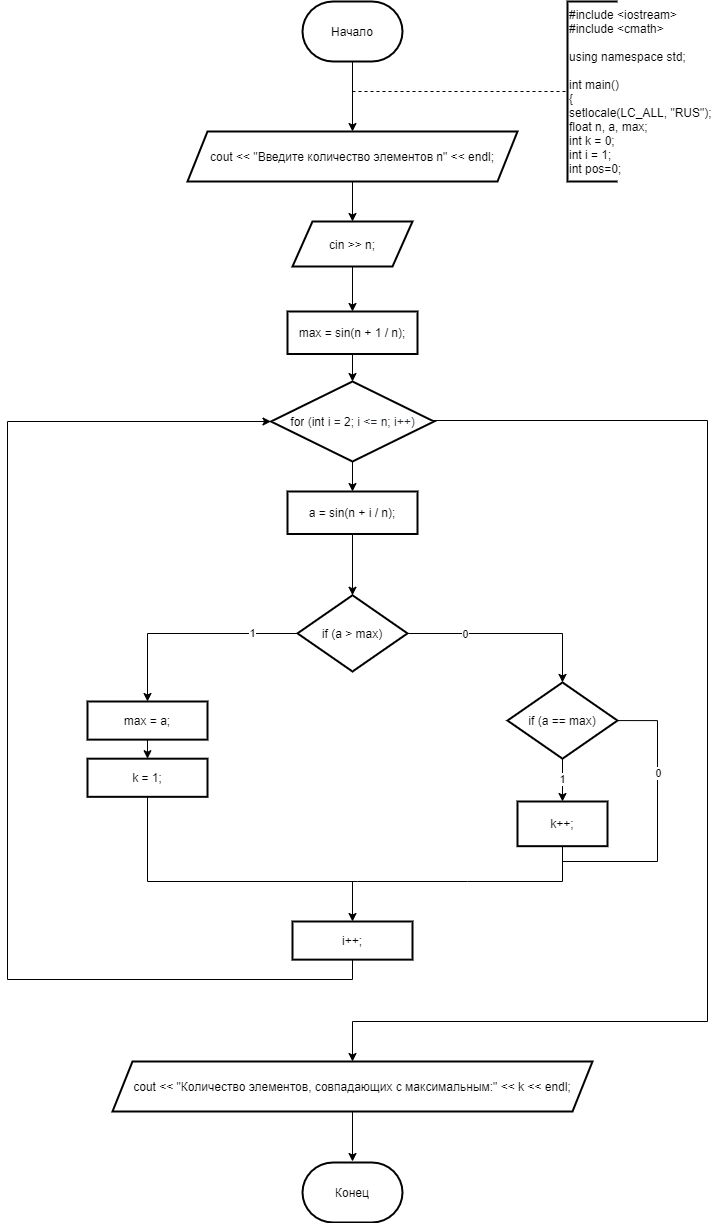 Начало
#include <iostream>
#include <cmath>
using namespace std;
int main()
{
setlocale(LC_ALL, "RUS");
float n, a, max;
int k = 0;
int i = 1;
int pos=0;
cout << "Введите количество элементов n" << endl;
cin >> n;
max = sin(n + 1 / n);
for (int i = 2; i <= n; i++)
a = sin(n + i / n);
if (a > max)
1
0
max = a;
if (a == max)
k = 1;
1
0
k++;
i++;
cout << "Количество элементов, совпадающих с максимальным:" << k << endl;
Конец